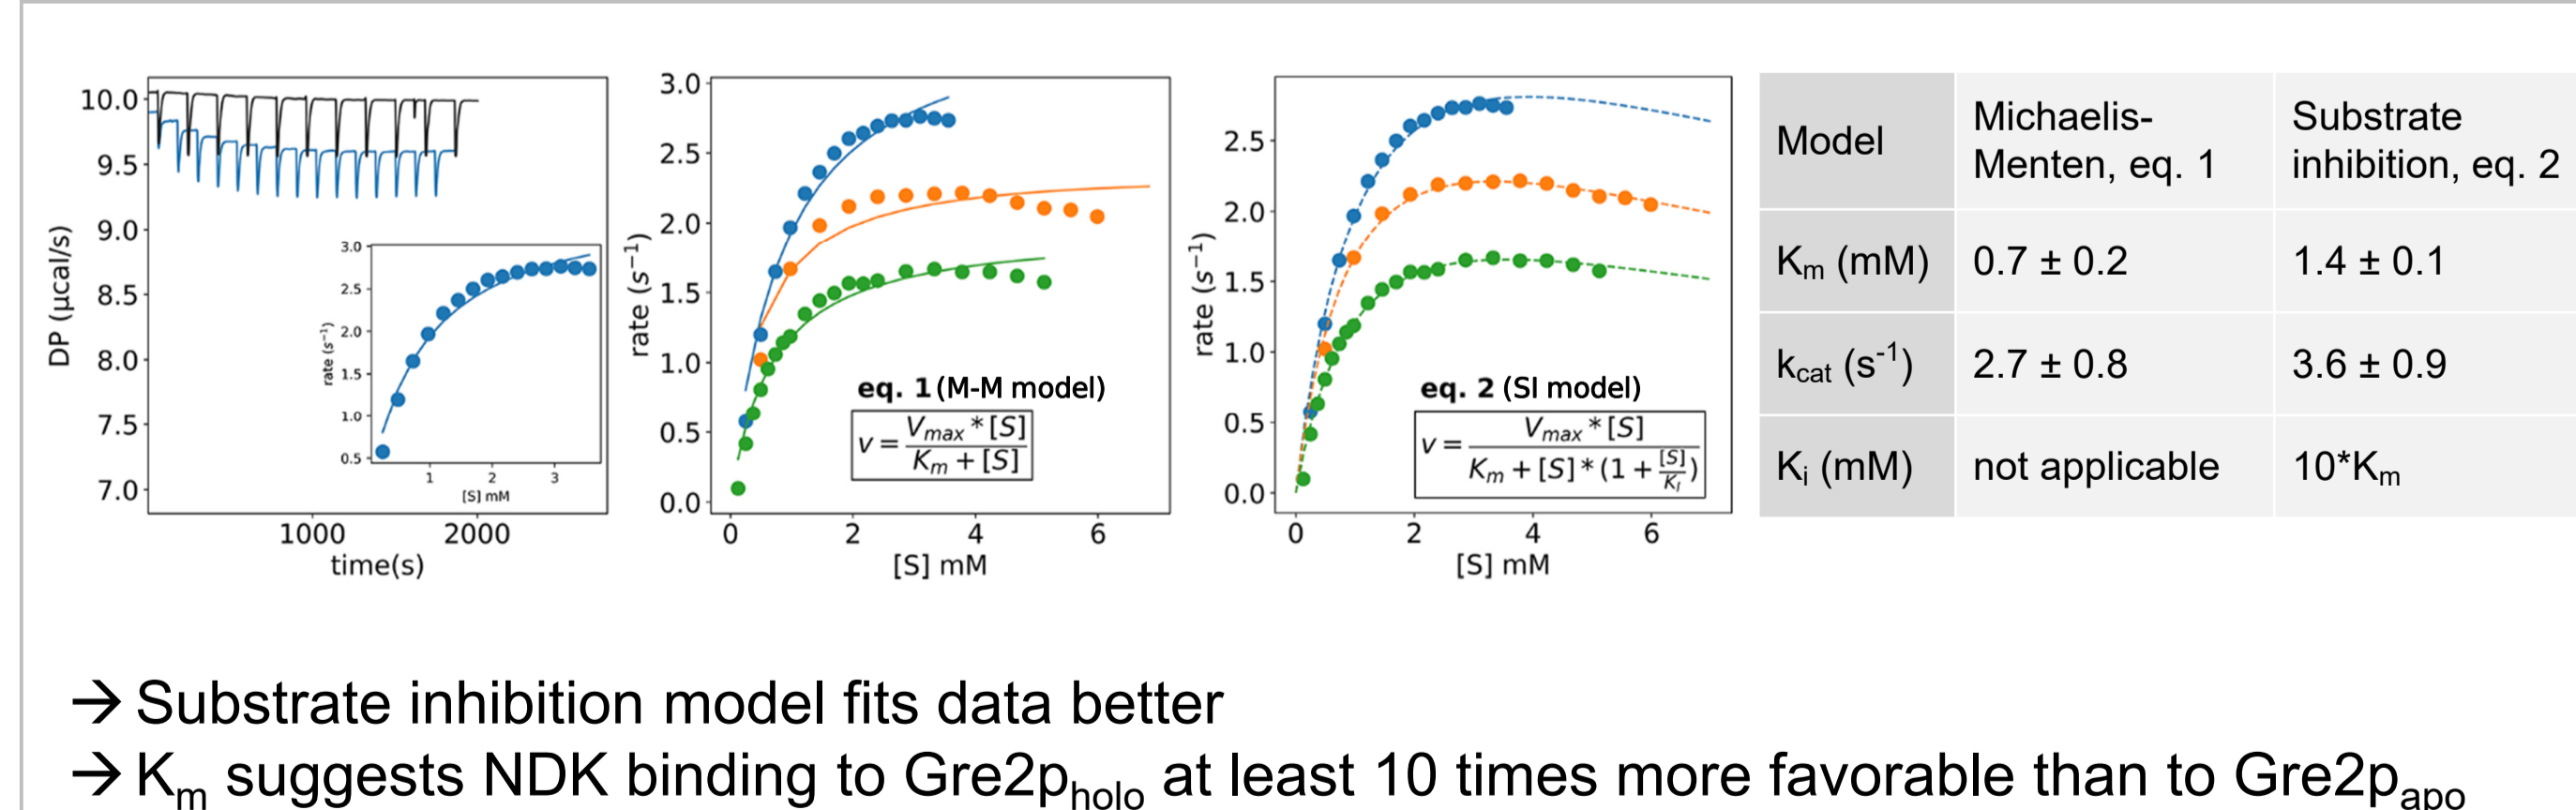 10.0
9.5
9.0
8.5
8.0
7.5
7.0
DP (μcal/s)
1000 2000
time(s)
3.0
2.5
2.0
1.5
1.0
0.5
rate (s⁻¹)
1 2 3
[S] mM
3.0
2.5
2.0
1.5
1.0
0.5
0.0
rate (s⁻¹)
eq. 1 (M-M model)
v = Vmax * [S] / Km + [S]
0 2 4 6
[S] mM
2.5
2.0
1.5
1.0
0.5
0.0
rate (s⁻¹)
eq. 2 (SI model)
v = Vmax * [S] / Km + [S] * (1 + [S] / KI)
0 2 4 6
[S] mM
Model
Michaelis-
Menten, eq. 1
Substrate
inhibition, eq. 2
Km (mM) 0.7 ± 0.2 1.4 ± 0.1
kcat (s-1) 2.7 ± 0.8 3.6 ± 0.9
Ki (mM) not applicable 10*Km
→ Substrate inhibition model fits data better
→ Km suggests NDK binding to Gre2pholo at least 10 times more favorable than to Gre2papo